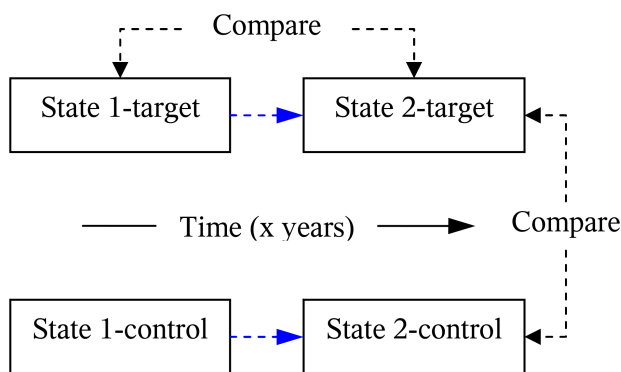 Compare
State 1-target
State 2-target
Time (x years)
Compare
State 1-control
State 2-control